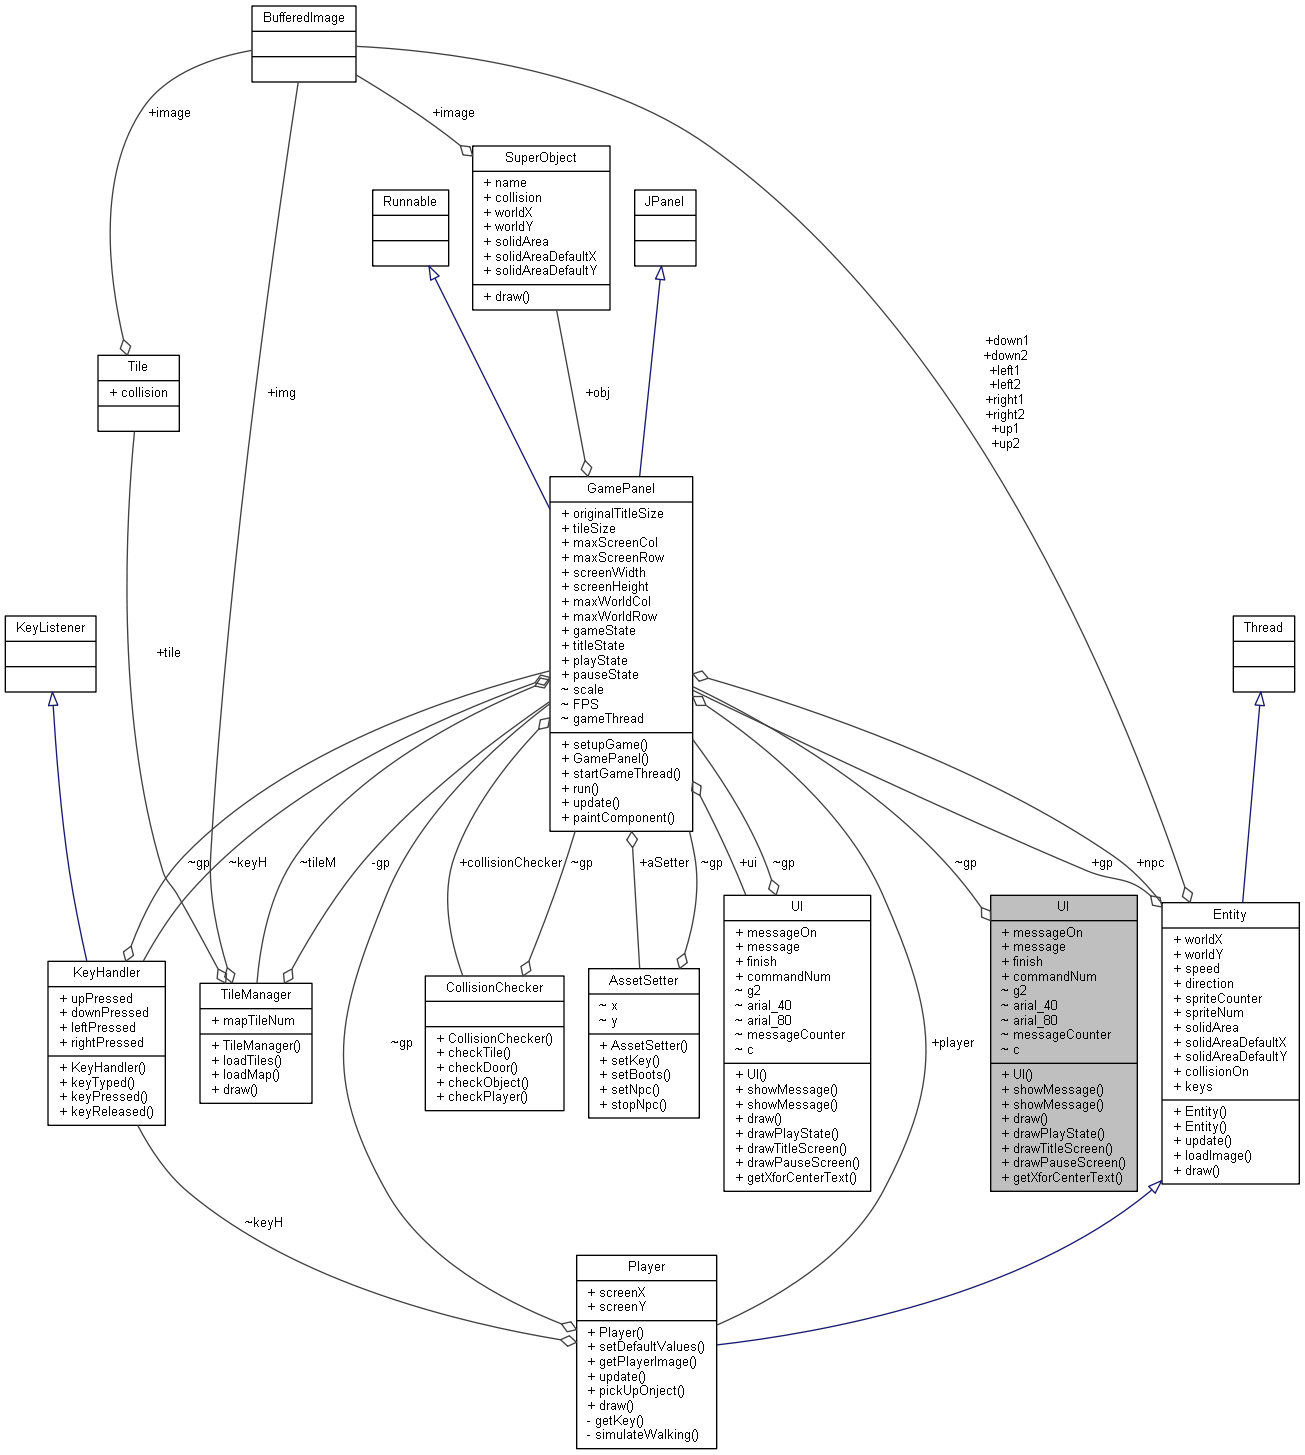 BufferedImage
+image
+image
SuperObject
+ name
+ collision
+ worldX
+ worldY
+ solidArea
+ solidAreaDefaultX
+ solidAreaDefaultY
+ draw()
Runnable
JPanel
+down1
+down2
+left1
+left2
+right1
+right2
+up1
+up2
Tile
+ collision
+img
+obj
GamePanel
+ originalTitleSize
+ tileSize
+ maxScreenCol
+ maxScreenRow
+ screenWidth
+ screenHeight
+ maxWorldCol
+ maxWorldRow
+ gameState
+ titleState
+ playState
+ pauseState
~ scale
~ FPS
~ gameThread
+ setupGame()
+ GamePanel()
+ startGameThread()
+ run()
+ update()
+ paintComponent()
KeyListener
+tile
Thread
~gp
~keyH
~tileM
-gp
+collisionChecker
~gp
+aSetter
~gp
+ui
~gp
~gp
+gp
+npc
KeyHandler
+ upPressed
+ downPressed
+ leftPressed
+ rightPressed
+ KeyHandler()
+ keyTyped()
+ keyPressed()
+ keyReleased()
TileManager
+ mapTileNum
+ TileManager()
+ loadTiles()
+ loadMap()
+ draw()
~gp
CollisionChecker
+ CollisionChecker()
+ checkTile()
+ checkDoor()
+ checkObject()
+ checkPlayer()
AssetSetter
~ x
~ y
+ AssetSetter()
+ setKey()
+ setBoots()
+ setNpc()
+ stopNpc()
UI
+ messageOn
+ message
+ finish
+ commandNum
~ g2
~ arial_40
~ arial_80
~ messageCounter
~ c
+ UI()
+ showMessage()
+ showMessage()
+ draw()
+ drawPlayState()
+ drawTitleScreen()
+ drawPauseScreen()
+ getXforCenterText()
+player
UI
+ messageOn
+ message
+ finish
+ commandNum
~ g2
~ arial_40
~ arial_80
~ messageCounter
~ c
+ UI()
+ showMessage()
+ showMessage()
+ draw()
+ drawPlayState()
+ drawTitleScreen()
+ drawPauseScreen()
+ getXforCenterText()
Entity
+ worldX
+ worldY
+ speed
+ direction
+ spriteCounter
+ spriteNum
+ solidArea
+ solidAreaDefaultX
+ solidAreaDefaultY
+ collisionOn
+ keys
+ Entity()
+ Entity()
+ update()
+ loadImage()
+ draw()
~keyH
Player
+ screenX
+ screenY
+ Player()
+ setDefaultValues()
+ getPlayerImage()
+ update()
+ pickUpOnject()
+ draw()
- getKey()
- simulateWalking()